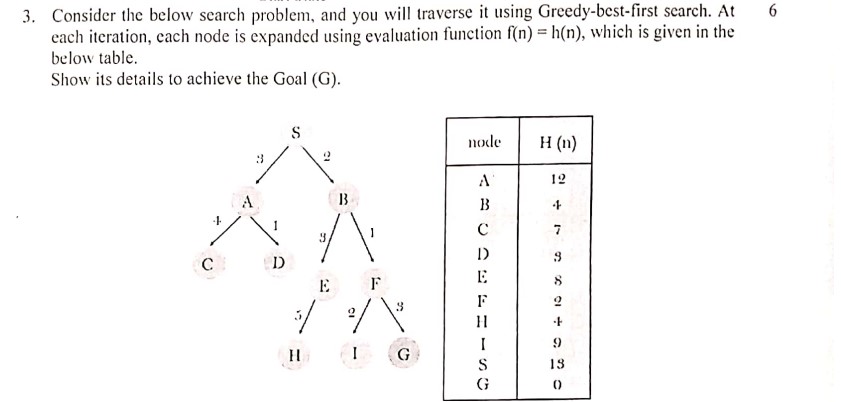 3. Consider the below search problem, and you will traverse it using Greedy-best-first search. At 6
each iteration, each node is expanded using evaluation function f(n) = h(n), which is given in the
below table.
Show its details to achieve the Goal (G).
S
3 2
A B
4 1 3 1
C D
E F
5 2 3
H I G
node H (n)
A 12
B 4
C 7
D 3
E 8
F 2
H 4
I 9
S 13
G 0